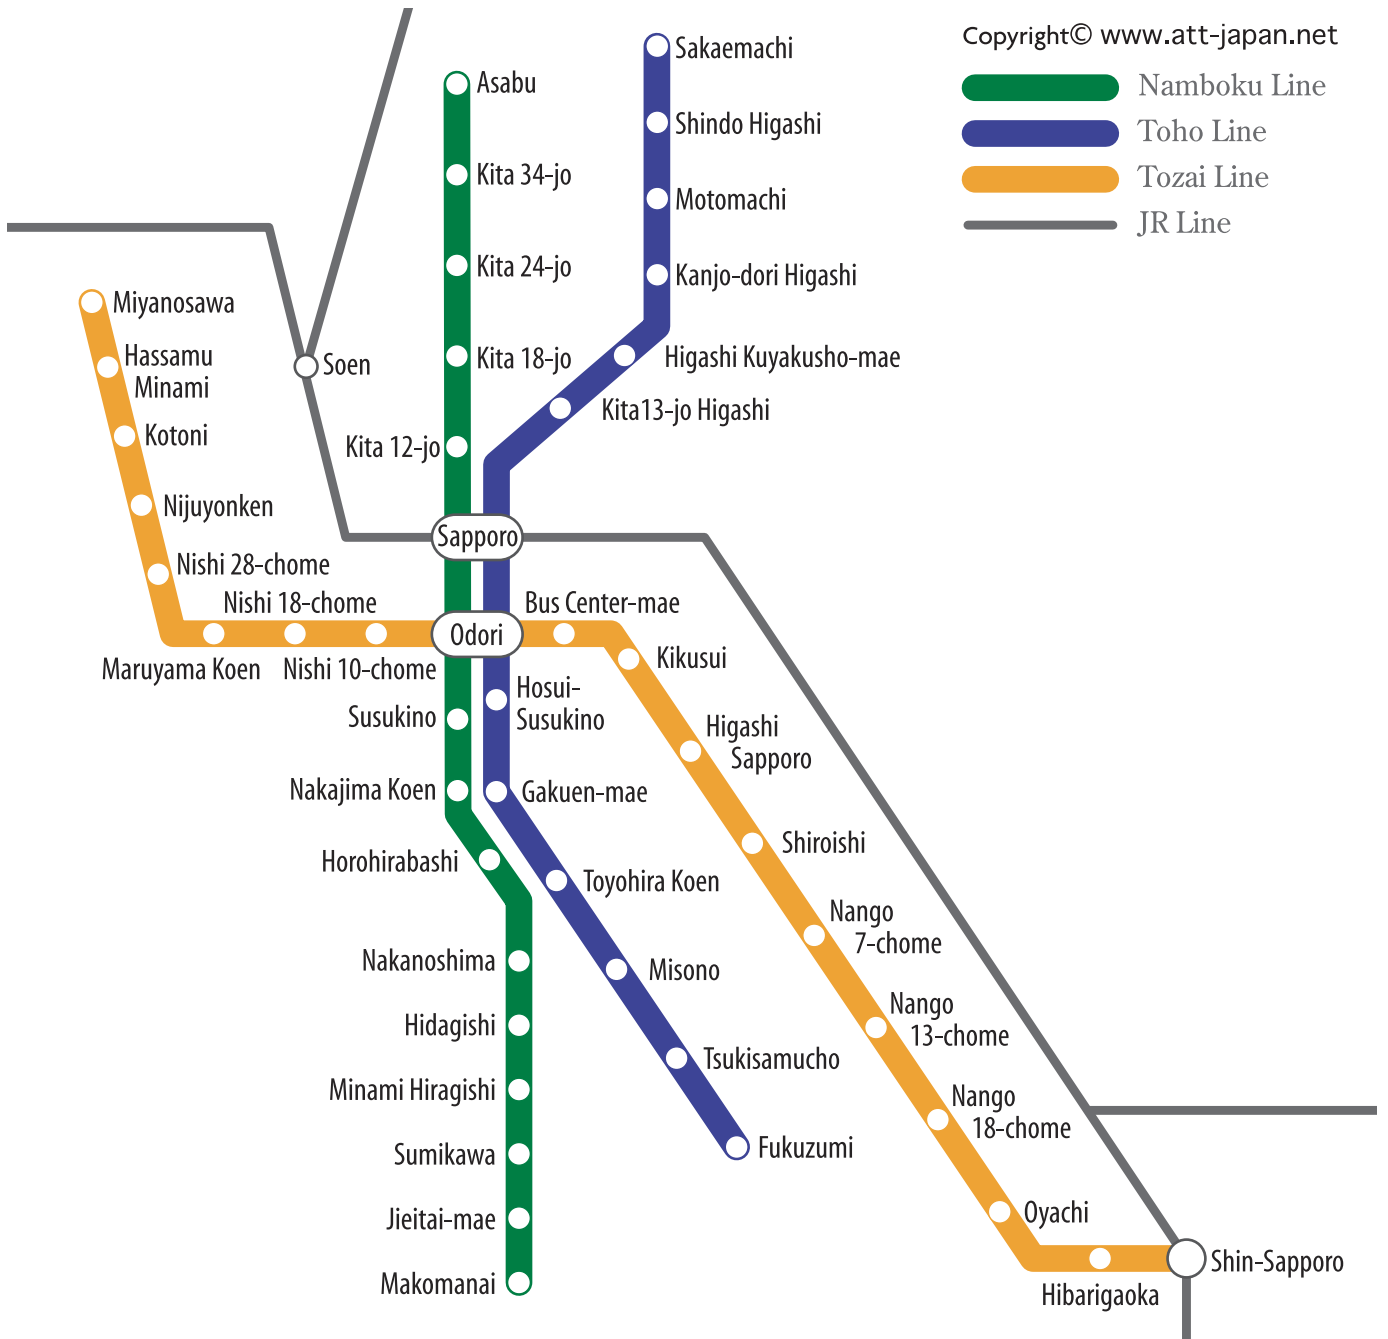 Copyright© www.att-japan.net
Namboku Line
Toho Line
Tozai Line
JR Line
Sakaemachi
Asabu
Shindo Higashi
Kita 34-jo
Motomachi
Kita 24-jo
Kanjo-dori Higashi
Miyanosawa
Hassamu
Minami
Soen
Kita 18-jo
Higashi Kuyakusho-mae
Kita13-jo Higashi
Kotoni
Kita 12-jo
Nijuyonken
Sapporo
Nishi 28-chome
Nishi 18-chome
Bus Center-mae
Odori
Maruyama Koen
Nishi 10-chome
Kikusui
Hosui-
Susukino
Susukino
Higashi
Sapporo
Nakajima Koen
Gakuen-mae
Shiroishi
Horohirabashi
Toyohira Koen
Nango
7-chome
Nakanoshima
Misono
Nango
13-chome
Hidagishi
Tsukisamucho
Minami Hiragishi
Nango
18-chome
Sumikawa
Fukuzumi
Jieitai-mae
Oyachi
Shin-Sapporo
Makomanai
Hibarigaoka